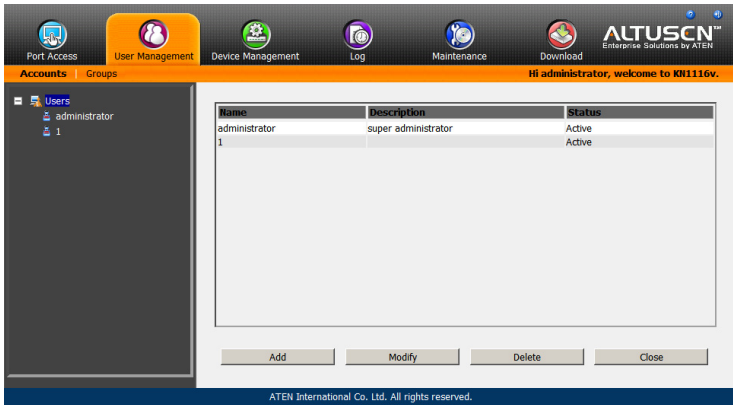 Port Access User Management Device Management Log Maintenance Download
ALTUSCN™
Enterprise Solutions by ATEN
Accounts Groups Hi administrator, welcome to KN1116v.
Users
administrator
1
Name Description Status
administrator super administrator Active
1 Active
Add Modify Delete Close
ATEN International Co. Ltd. All rights reserved.